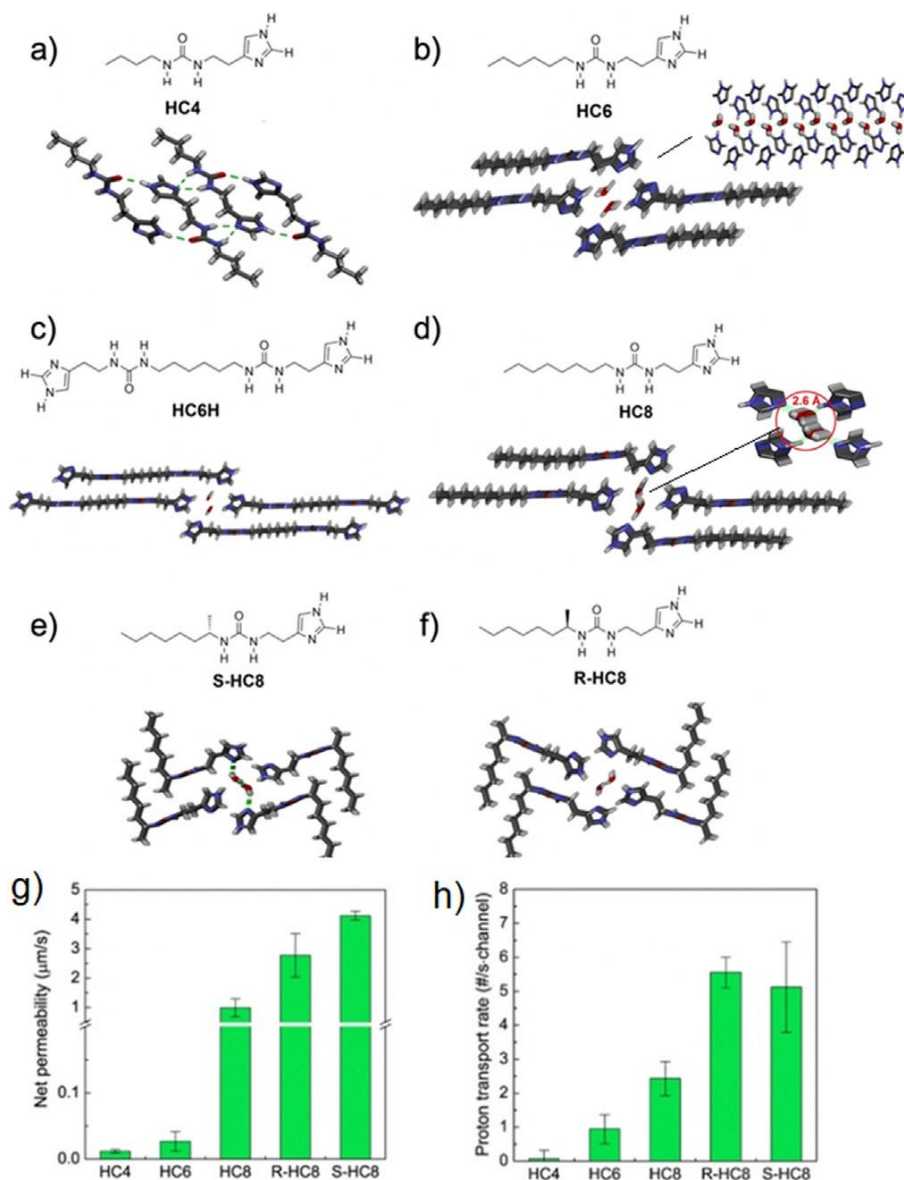 a)
H
N
O
N
N
N
H
H
H
HC4
b)
H
N
O
N
N
N
H
H
H
HC6
c)
H
N
O
H
N
N
H
N
N
H
O
N
N
H
H
N
N
H
H
HC6H
d)
H
N
O
N
N
N
H
H
H
HC8
2.6 Å
e)
H
N
O
N
N
N
H
H
H
S-HC8
f)
H
N
O
N
N
N
H
H
H
R-HC8
g)
Net permeability (µm/s)
5
4
3
2
1
0.1
0.0
HC4 HC6 HC8 R-HC8 S-HC8
h)
Proton transport rate (#/s·channel)
8
7
6
5
4
3
2
1
0
HC4 HC6 HC8 R-HC8 S-HC8